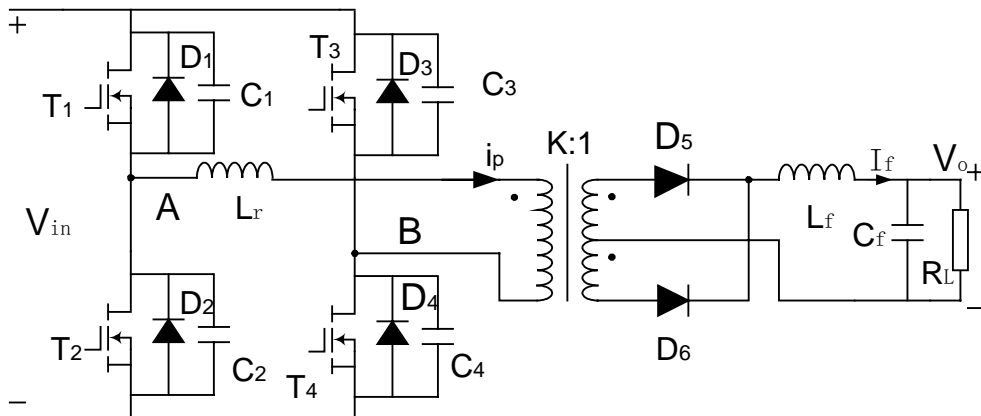 +
T3
D1
D3
T1
C1
C3
K:1
D5
ip
If
Vo
+
A
Lr
Vin
B
Lf
Cf
RL
D2
D4
−
T2
C2
T4
C4
D6
−